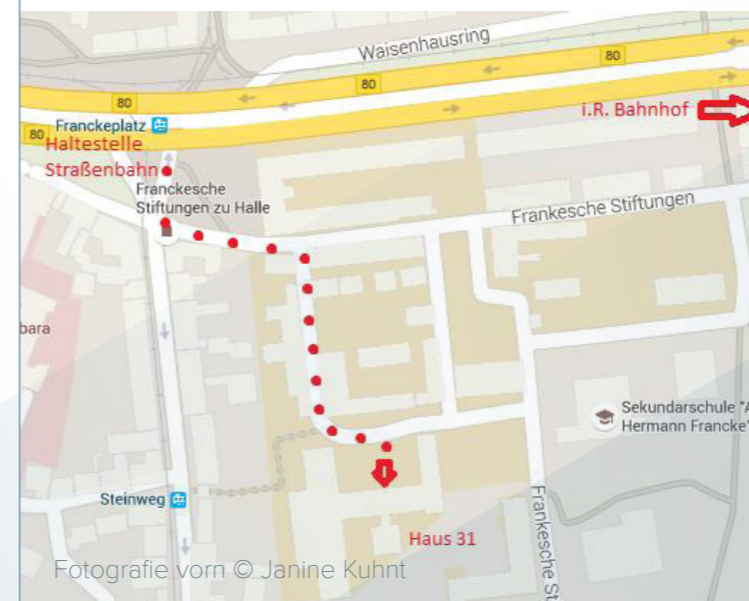 Waisenhausring
80
80
80
80
Franckeplatz
Haltestelle
Straßenbahn
i.R. Bahnhof
Franckesche
Stiftungen zu Halle
Frankesche Stiftungen
bara
Sekundarschule "A
Hermann Francke"
Steinweg
Haus 31
Frankesche St
Fotografie vorn © Janine Kuhnt